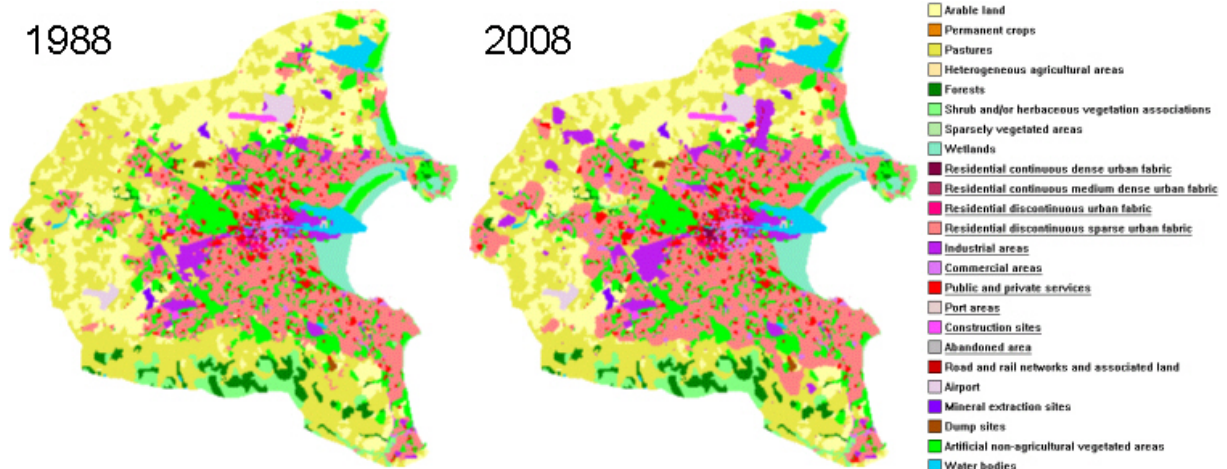 1988
2008
Arable land
Permanent crops
Pastures
Heterogeneous agricultural areas
Forests
Shrub and/or herbaceous vegetation associations
Sparsely vegetated areas
Wetlands
Residential continuous dense urban fabric
Residential continuous medium dense urban fabric
Residential discontinuous urban fabric
Residential discontinuous sparse urban fabric
Industrial areas
Commercial areas
Public and private services
Port areas
Construction sites
Abandoned area
Road and rail networks and associated land
Airport
Mineral extraction sites
Dump sites
Artificial non-agricultural vegetated areas
Water bodies